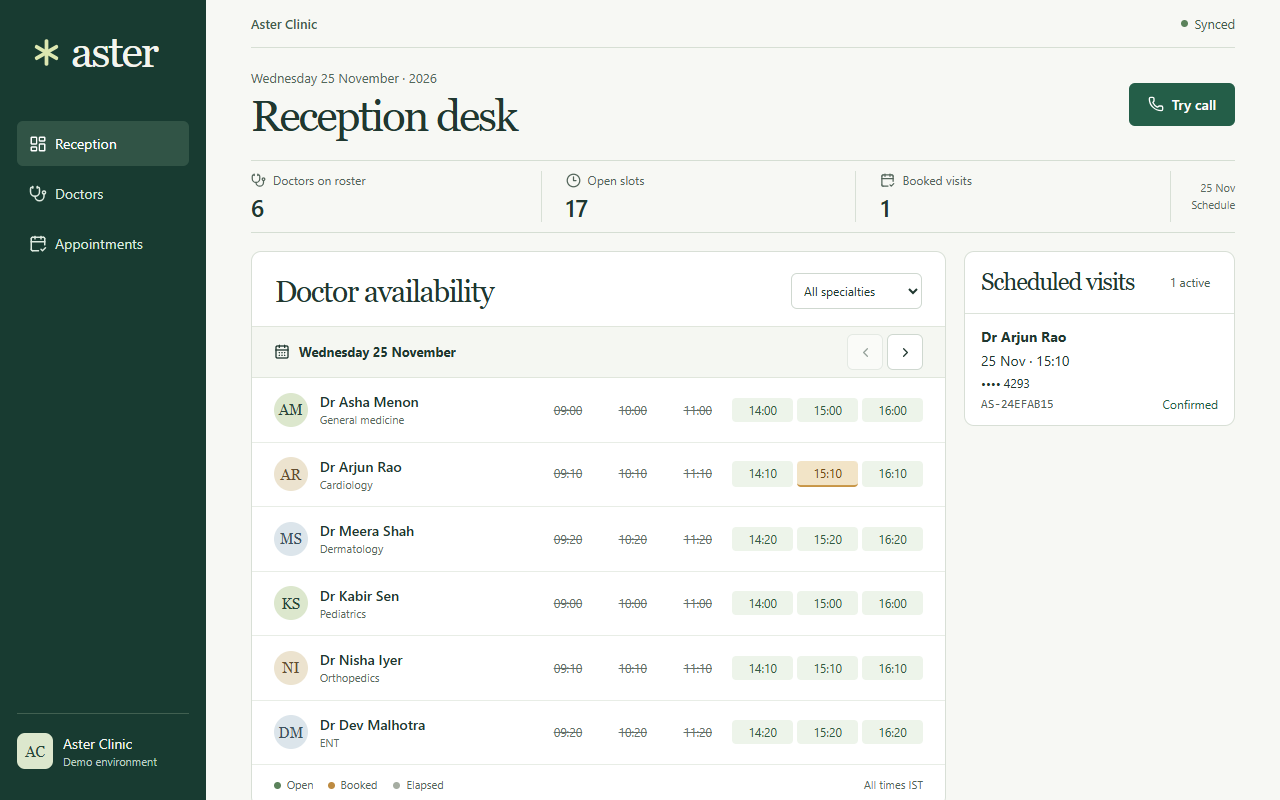 aster
Reception
Doctors
Appointments
AC
Aster Clinic
Demo environment
Aster Clinic
Synced
Wednesday 25 November · 2026
Reception desk
Try call
Doctors on roster
6
Open slots
17
Booked visits
1
25 Nov
Schedule
Doctor availability
All specialties
Wednesday 25 November
AM Dr Asha Menon 09:00 10:00 11:00 14:00 15:00 16:00
General medicine
AR Dr Arjun Rao 09:10 10:10 11:10 14:10 15:10 16:10
Cardiology
MS Dr Meera Shah 09:20 10:20 11:20 14:20 15:20 16:20
Dermatology
KS Dr Kabir Sen 09:00 10:00 11:00 14:00 15:00 16:00
Pediatrics
NI Dr Nisha Iyer 09:10 10:10 11:10 14:10 15:10 16:10
Orthopedics
DM Dr Dev Malhotra 09:20 10:20 11:20 14:20 15:20 16:20
ENT
Open Booked Elapsed All times IST
Scheduled visits 1 active
Dr Arjun Rao
25 Nov · 15:10
•••• 4293
AS-24EFAB15 Confirmed